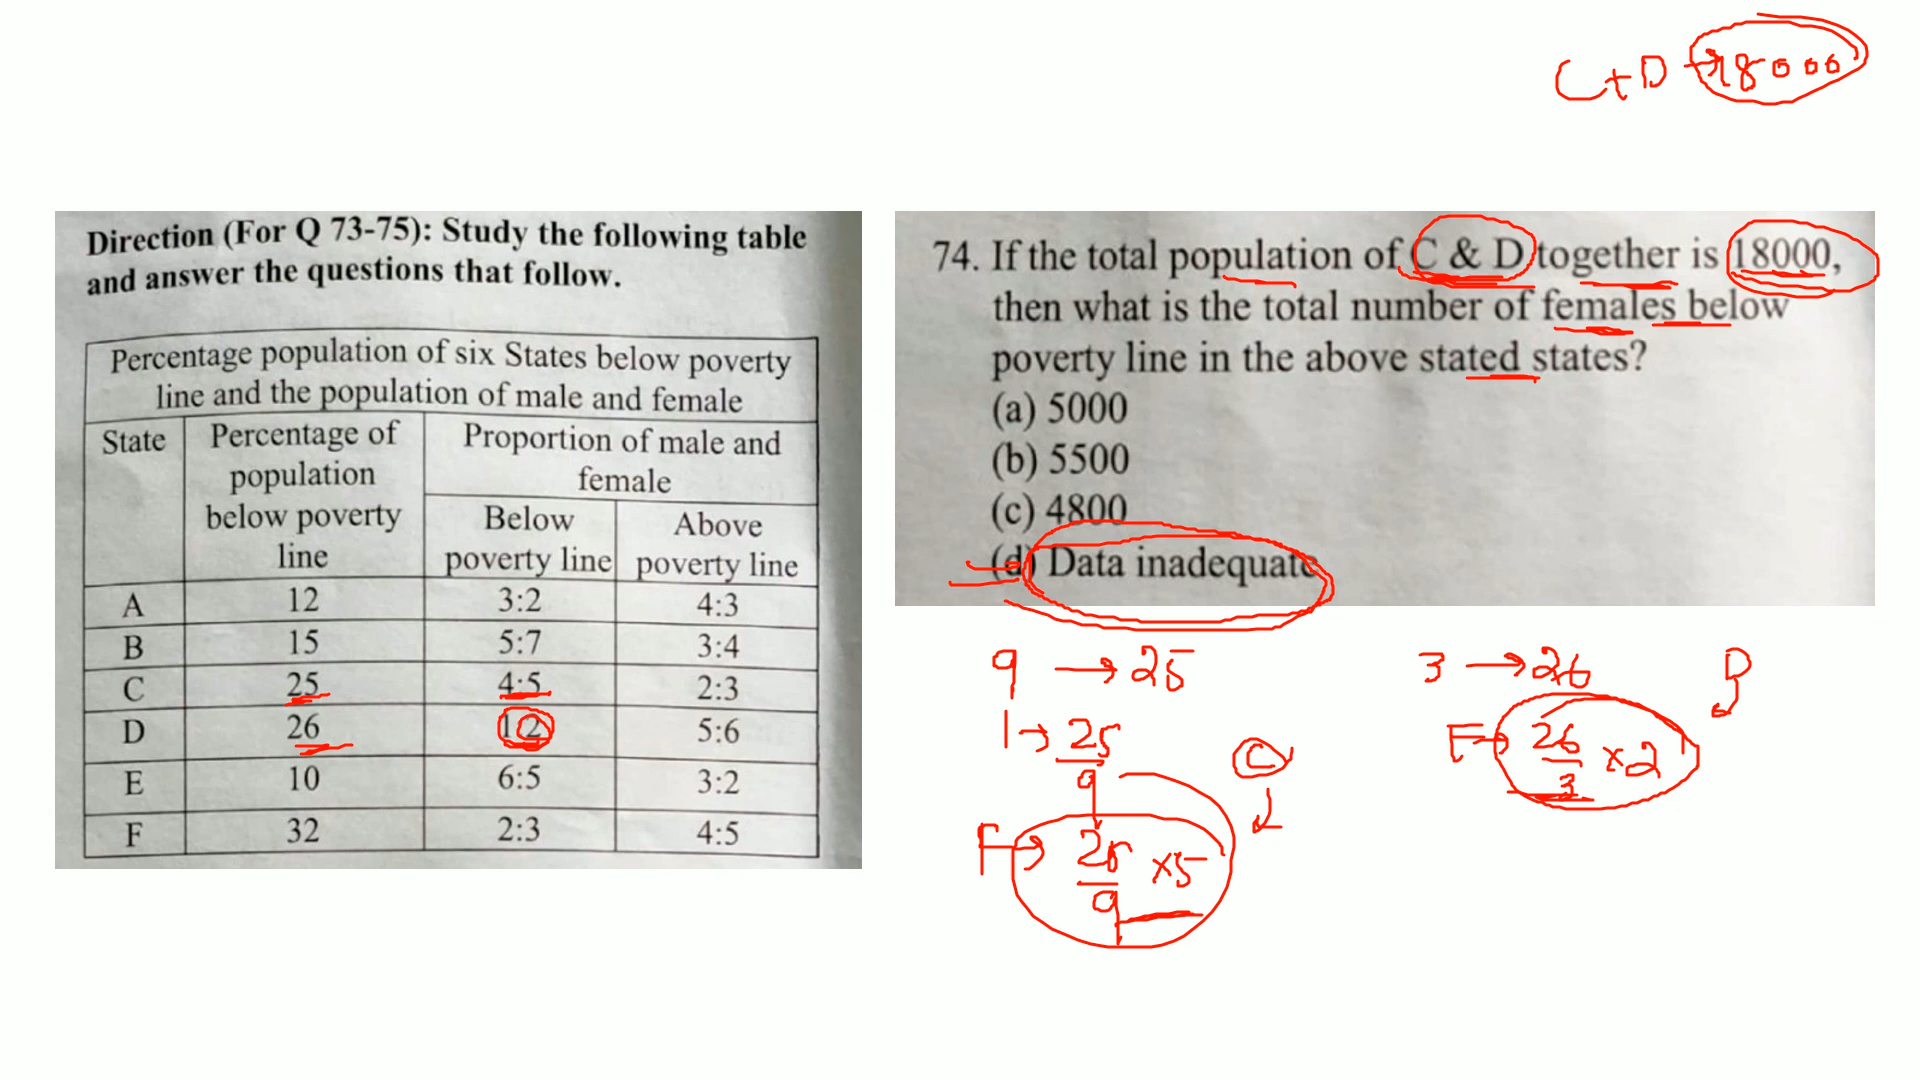 C+D → 18000
Direction (For Q 73-75): Study the following table
and answer the questions that follow.
Percentage population of six States below poverty
line and the population of male and female
State Percentage of population below poverty line Proportion of male and female
Below poverty line Above poverty line
A 12 3:2 4:3
B 15 5:7 3:4
C 25 4:5 2:3
D 26 1:2 5:6
E 10 6:5 3:2
F 32 2:3 4:5
74. If the total population of C & D together is 18000,
then what is the total number of females below
poverty line in the above stated states?
(a) 5000
(b) 5500
(c) 4800
(d) Data inadequate
9 → 25
1 → 25/9
C
F → 25/9 ×5
3 → 26
D
F → 26/3 ×2